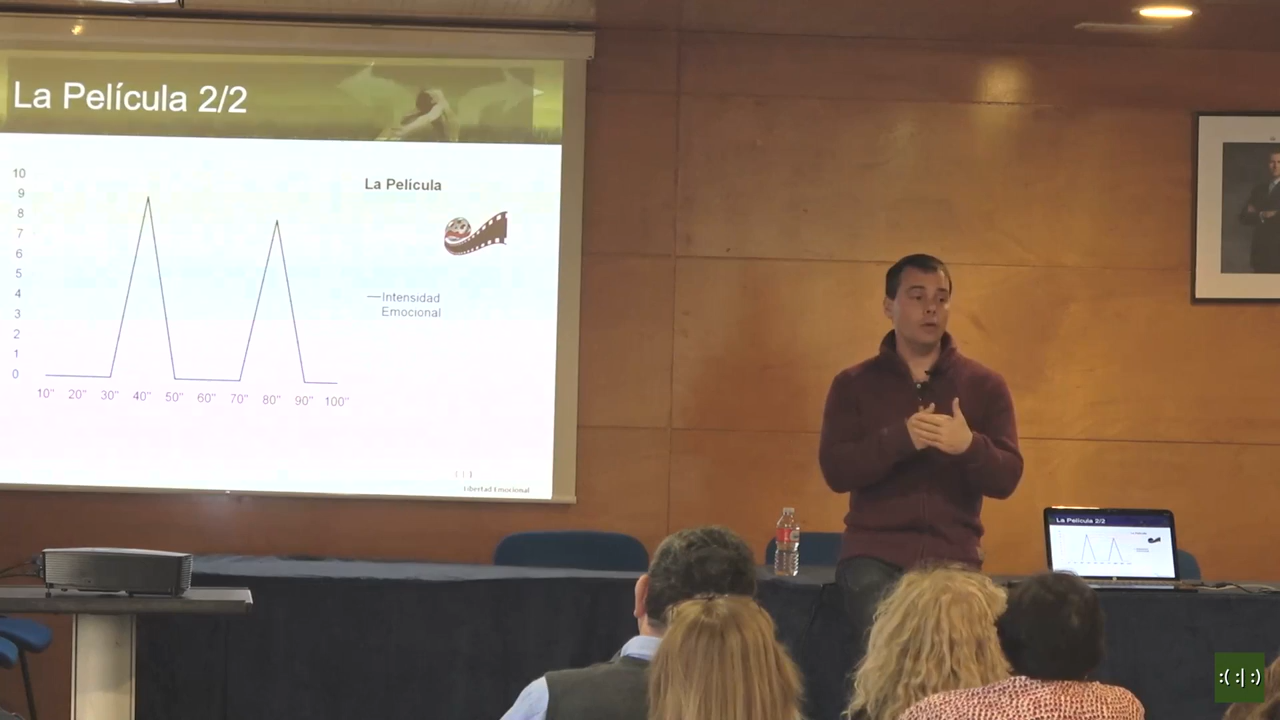 La Película 2/2
La Película
10
9
8
7
6
5
4
3
2
1
0
Intensidad
Emocional
10" 20" 30" 40" 50" 60" 70" 80" 90" 100"
Libertad Emocional
La Película 2/2
:( :| :)